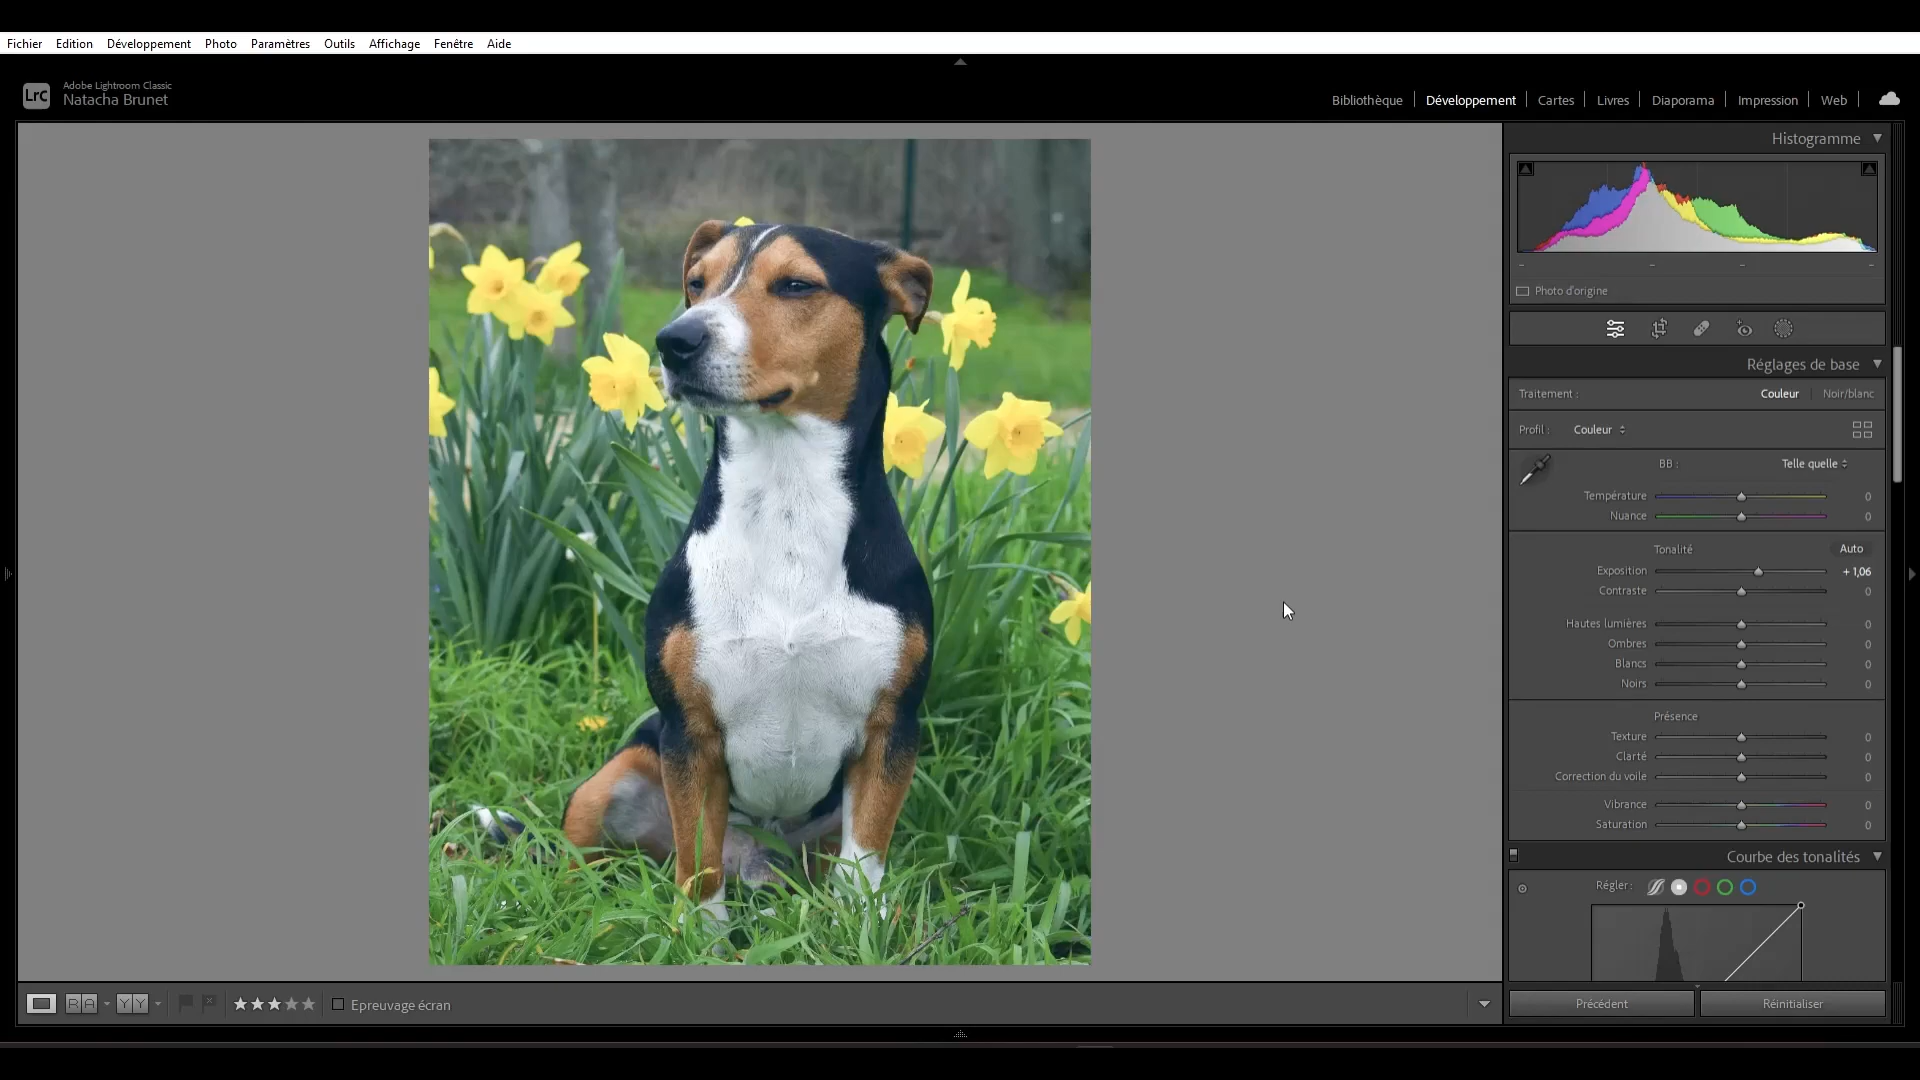 Fichier Edition Développement Photo Paramètres Outils Affichage Fenêtre Aide
LrC
Adobe Lightroom Classic
Natacha Brunet
Bibliothèque | Développement | Cartes | Livres | Diaporama | Impression | Web |
Histogramme
Photo d'origine
Réglages de base
Traitement : Couleur | Noir/blanc
Profil : Couleur
BB : Telle quelle
Température 0
Nuance 0
Tonalité Auto
Exposition + 1,06
Contraste 0
Hautes lumières 0
Ombres 0
Blancs 0
Noirs 0
Présence
Texture 0
Clarté 0
Correction du voile 0
Vibrance 0
Saturation 0
Courbe des tonalités
Régler :
R A Y Y Epreuvage écran
Précédent Réinitialiser